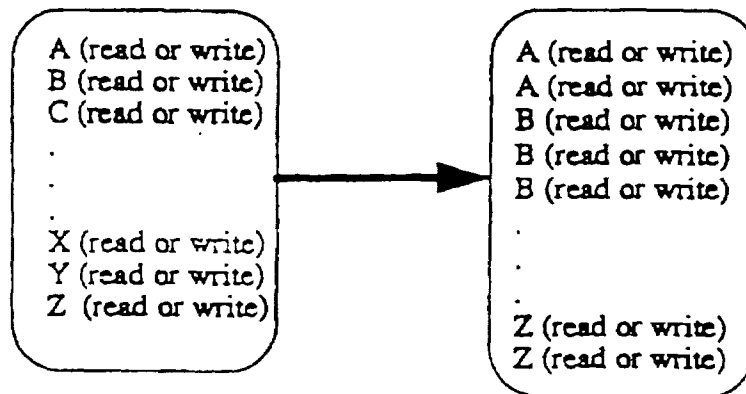 A (read or write)
B (read or write)
C (read or write)
.
.
.
X (read or write)
Y (read or write)
Z (read or write)
A (read or write)
A (read or write)
B (read or write)
B (read or write)
B (read or write)
.
.
.
Z (read or write)
Z (read or write)